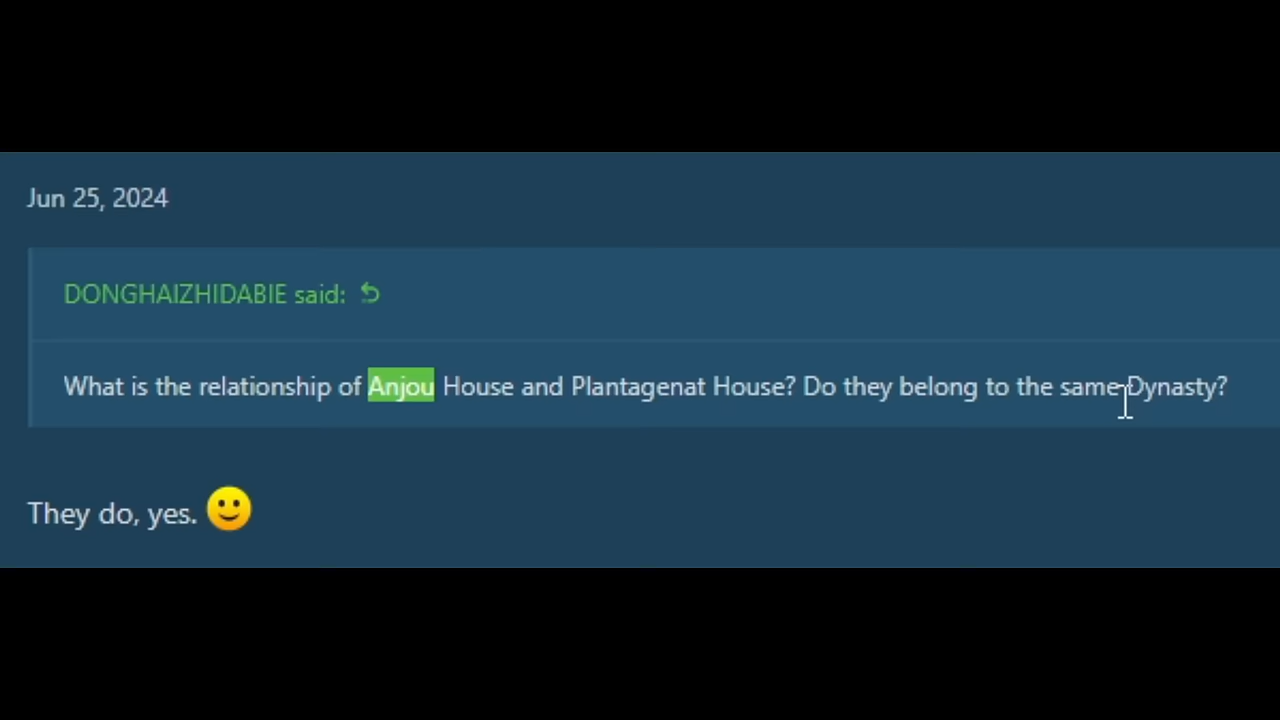 Jun 25, 2024
DONGHAIZHIDABIE said:
What is the relationship of Anjou House and Plantagenat House? Do they belong to the same Dynasty?
They do, yes. 🙂